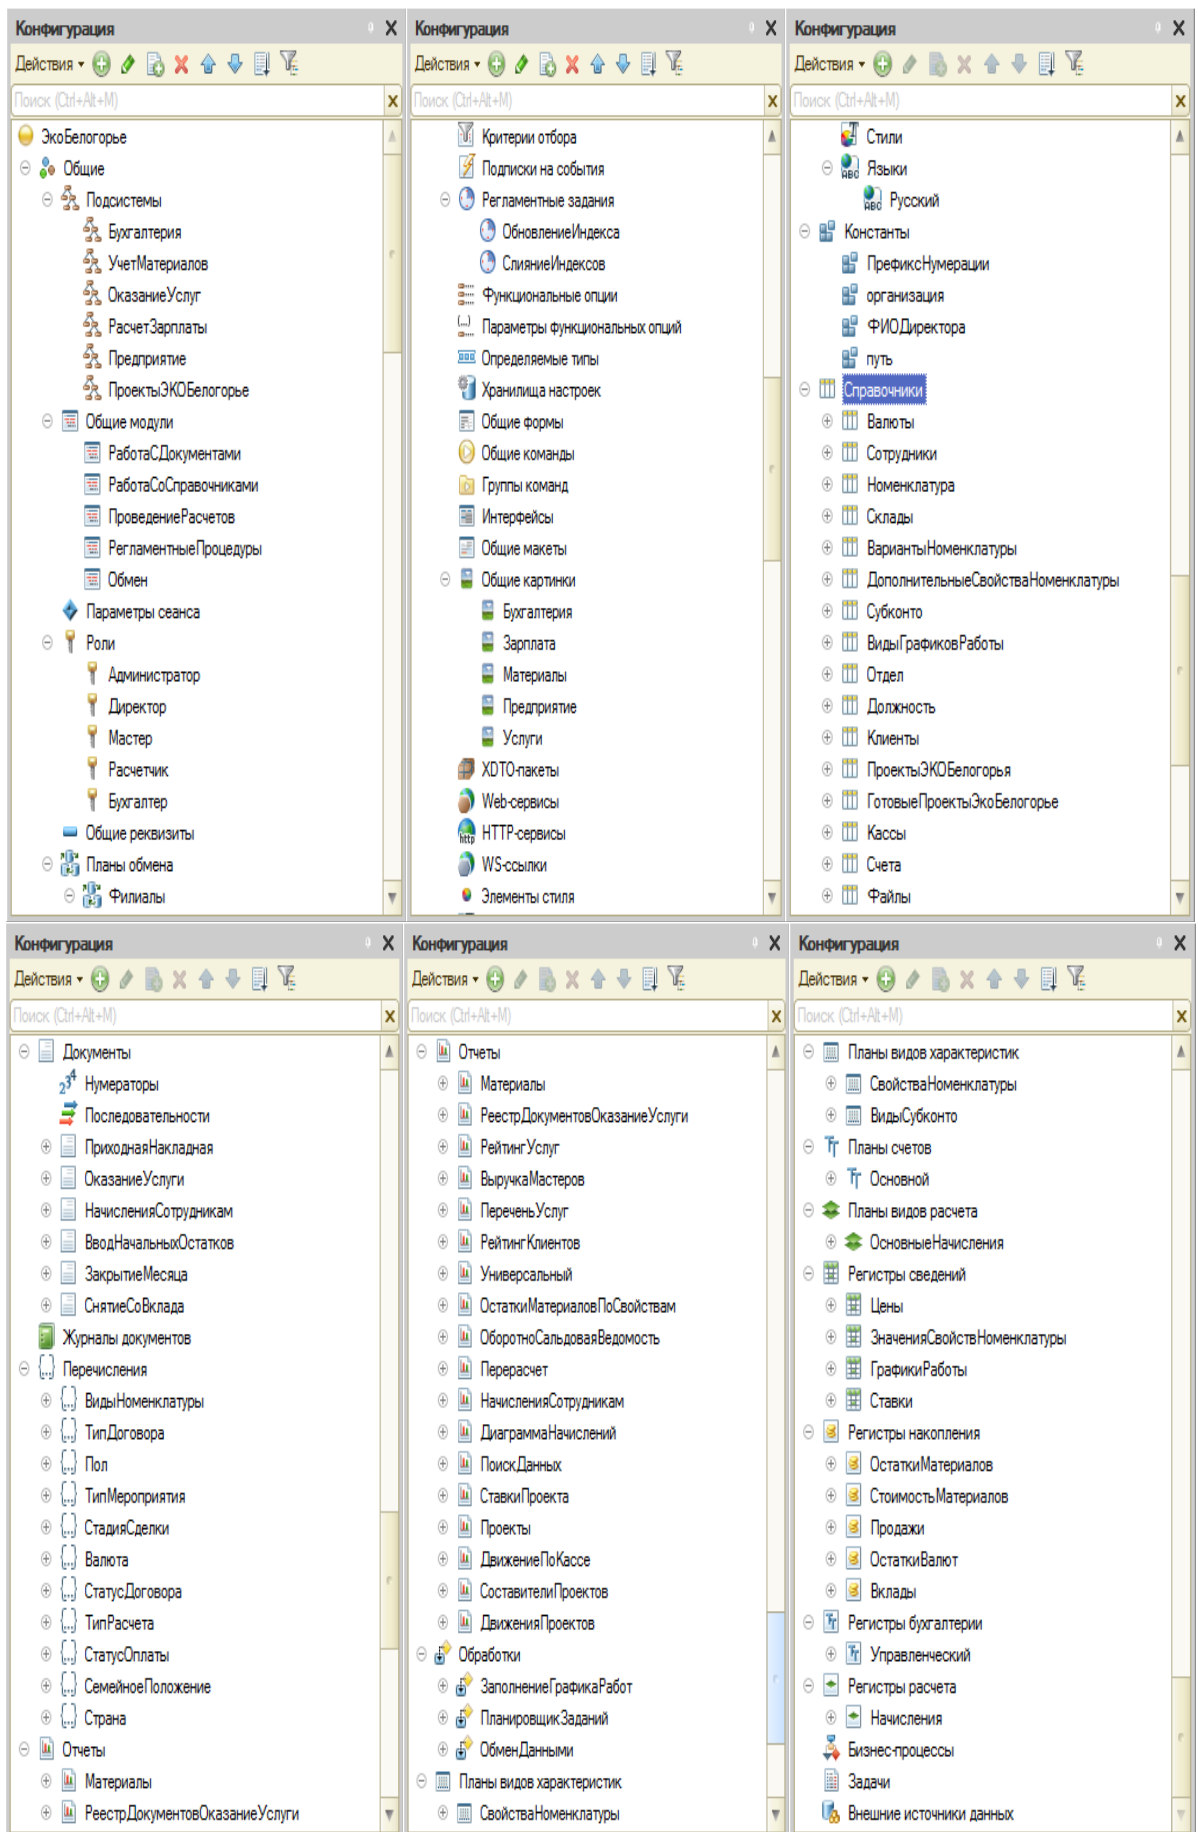 Конфигурация
Действия
Поиск (Ctrl+Alt+M)
ЭкоБелогорье
Общие
Подсистемы
Бухгалтерия
УчетМатериалов
ОказаниеУслуг
РасчетЗарплаты
Предприятие
ПроектыЭКОБелогорье
Общие модули
РаботаСДокументами
РаботаСоСправочниками
ПроведениеРасчетов
РегламентныеПроцедуры
Обмен
Параметры сеанса
Роли
Администратор
Директор
Мастер
Расчетчик
Бухгалтер
Общие реквизиты
Планы обмена
Филиалы
Конфигурация
Действия
Поиск (Ctrl+Alt+M)
Критерии отбора
Подписки на события
Регламентные задания
ОбновлениеИндекса
СлияниеИндексов
Функциональные опции
Параметры функциональных опций
Определяемые типы
Хранилища настроек
Общие формы
Общие команды
Группы команд
Интерфейсы
Общие макеты
Общие картинки
Бухгалтерия
Зарплата
Материалы
Предприятие
Услуги
XDTO-пакеты
Web-сервисы
HTTP-сервисы
WS-ссылки
Элементы стиля
Конфигурация
Действия
Поиск (Ctrl+Alt+M)
Стили
Языки
Русский
Константы
ПрефиксНумерации
организация
ФИОДиректора
путь
Справочники
Валюты
Сотрудники
Номенклатура
Склады
ВариантыНоменклатуры
ДополнительныеСвойстваНоменклатуры
Субконто
ВидыГрафиковРаботы
Отдел
Должность
Клиенты
ПроектыЭКОБелогорья
ГотовыеПроектыЭкоБелогорье
Кассы
Счета
Файлы
Конфигурация
Действия
Поиск (Ctrl+Alt+M)
Документы
Нумераторы
Последовательности
ПриходнаяНакладная
ОказаниеУслуги
НачисленияСотрудникам
ВводНачальныхОстатков
ЗакрытиеМесяца
СнятиеСоВклада
Журналы документов
Перечисления
ВидыНоменклатуры
ТипДоговора
Пол
ТипМероприятия
СтадияСделки
Валюта
СтатусДоговора
ТипРасчета
СтатусОплаты
СемейноеПоложение
Страна
Отчеты
Материалы
РеестрДокументовОказаниеУслуги
Конфигурация
Действия
Поиск (Ctrl+Alt+M)
Отчеты
Материалы
РеестрДокументовОказаниеУслуги
РейтингУслуг
ВыручкаМастеров
ПереченьУслуг
РейтингКлиентов
Универсальный
ОстаткиМатериаловПоСвойствам
ОборотноСальдоваяВедомость
Перерасчет
НачисленияСотрудникам
ДиаграммаНачислений
ПоискДанных
СтавкиПроекта
Проекты
ДвижениеПоКассе
СоставителиПроектов
ДвиженияПроектов
Обработки
ЗаполнениеГрафикаРабот
ПланировщикЗаданий
ОбменДанными
Планы видов характеристик
СвойстваНоменклатуры
Конфигурация
Действия
Поиск (Ctrl+Alt+M)
Планы видов характеристик
СвойстваНоменклатуры
ВидыСубконто
Планы счетов
Основной
Планы видов расчета
ОсновныеНачисления
Регистры сведений
Цены
ЗначенияСвойствНоменклатуры
ГрафикиРаботы
Ставки
Регистры накопления
ОстаткиМатериалов
СтоимостьМатериалов
Продажи
ОстаткиВалют
Вклады
Регистры бухгалтерии
Управленческий
Регистры расчета
Начисления
Бизнес-процессы
Задачи
Внешние источники данных